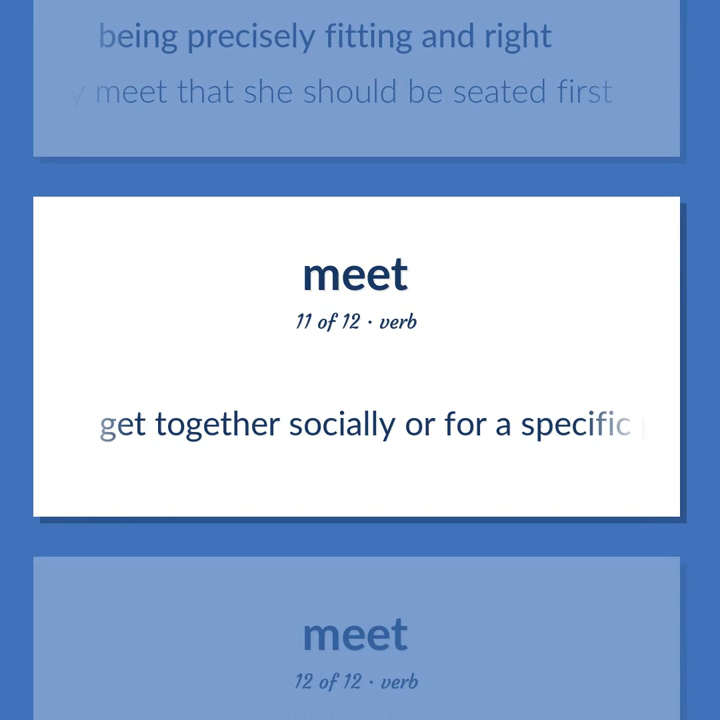 being precisely fitting and right
meet that she should be seated first
meet
11 of 12 · verb
get together socially or for a specific
meet
12 of 12 · verb